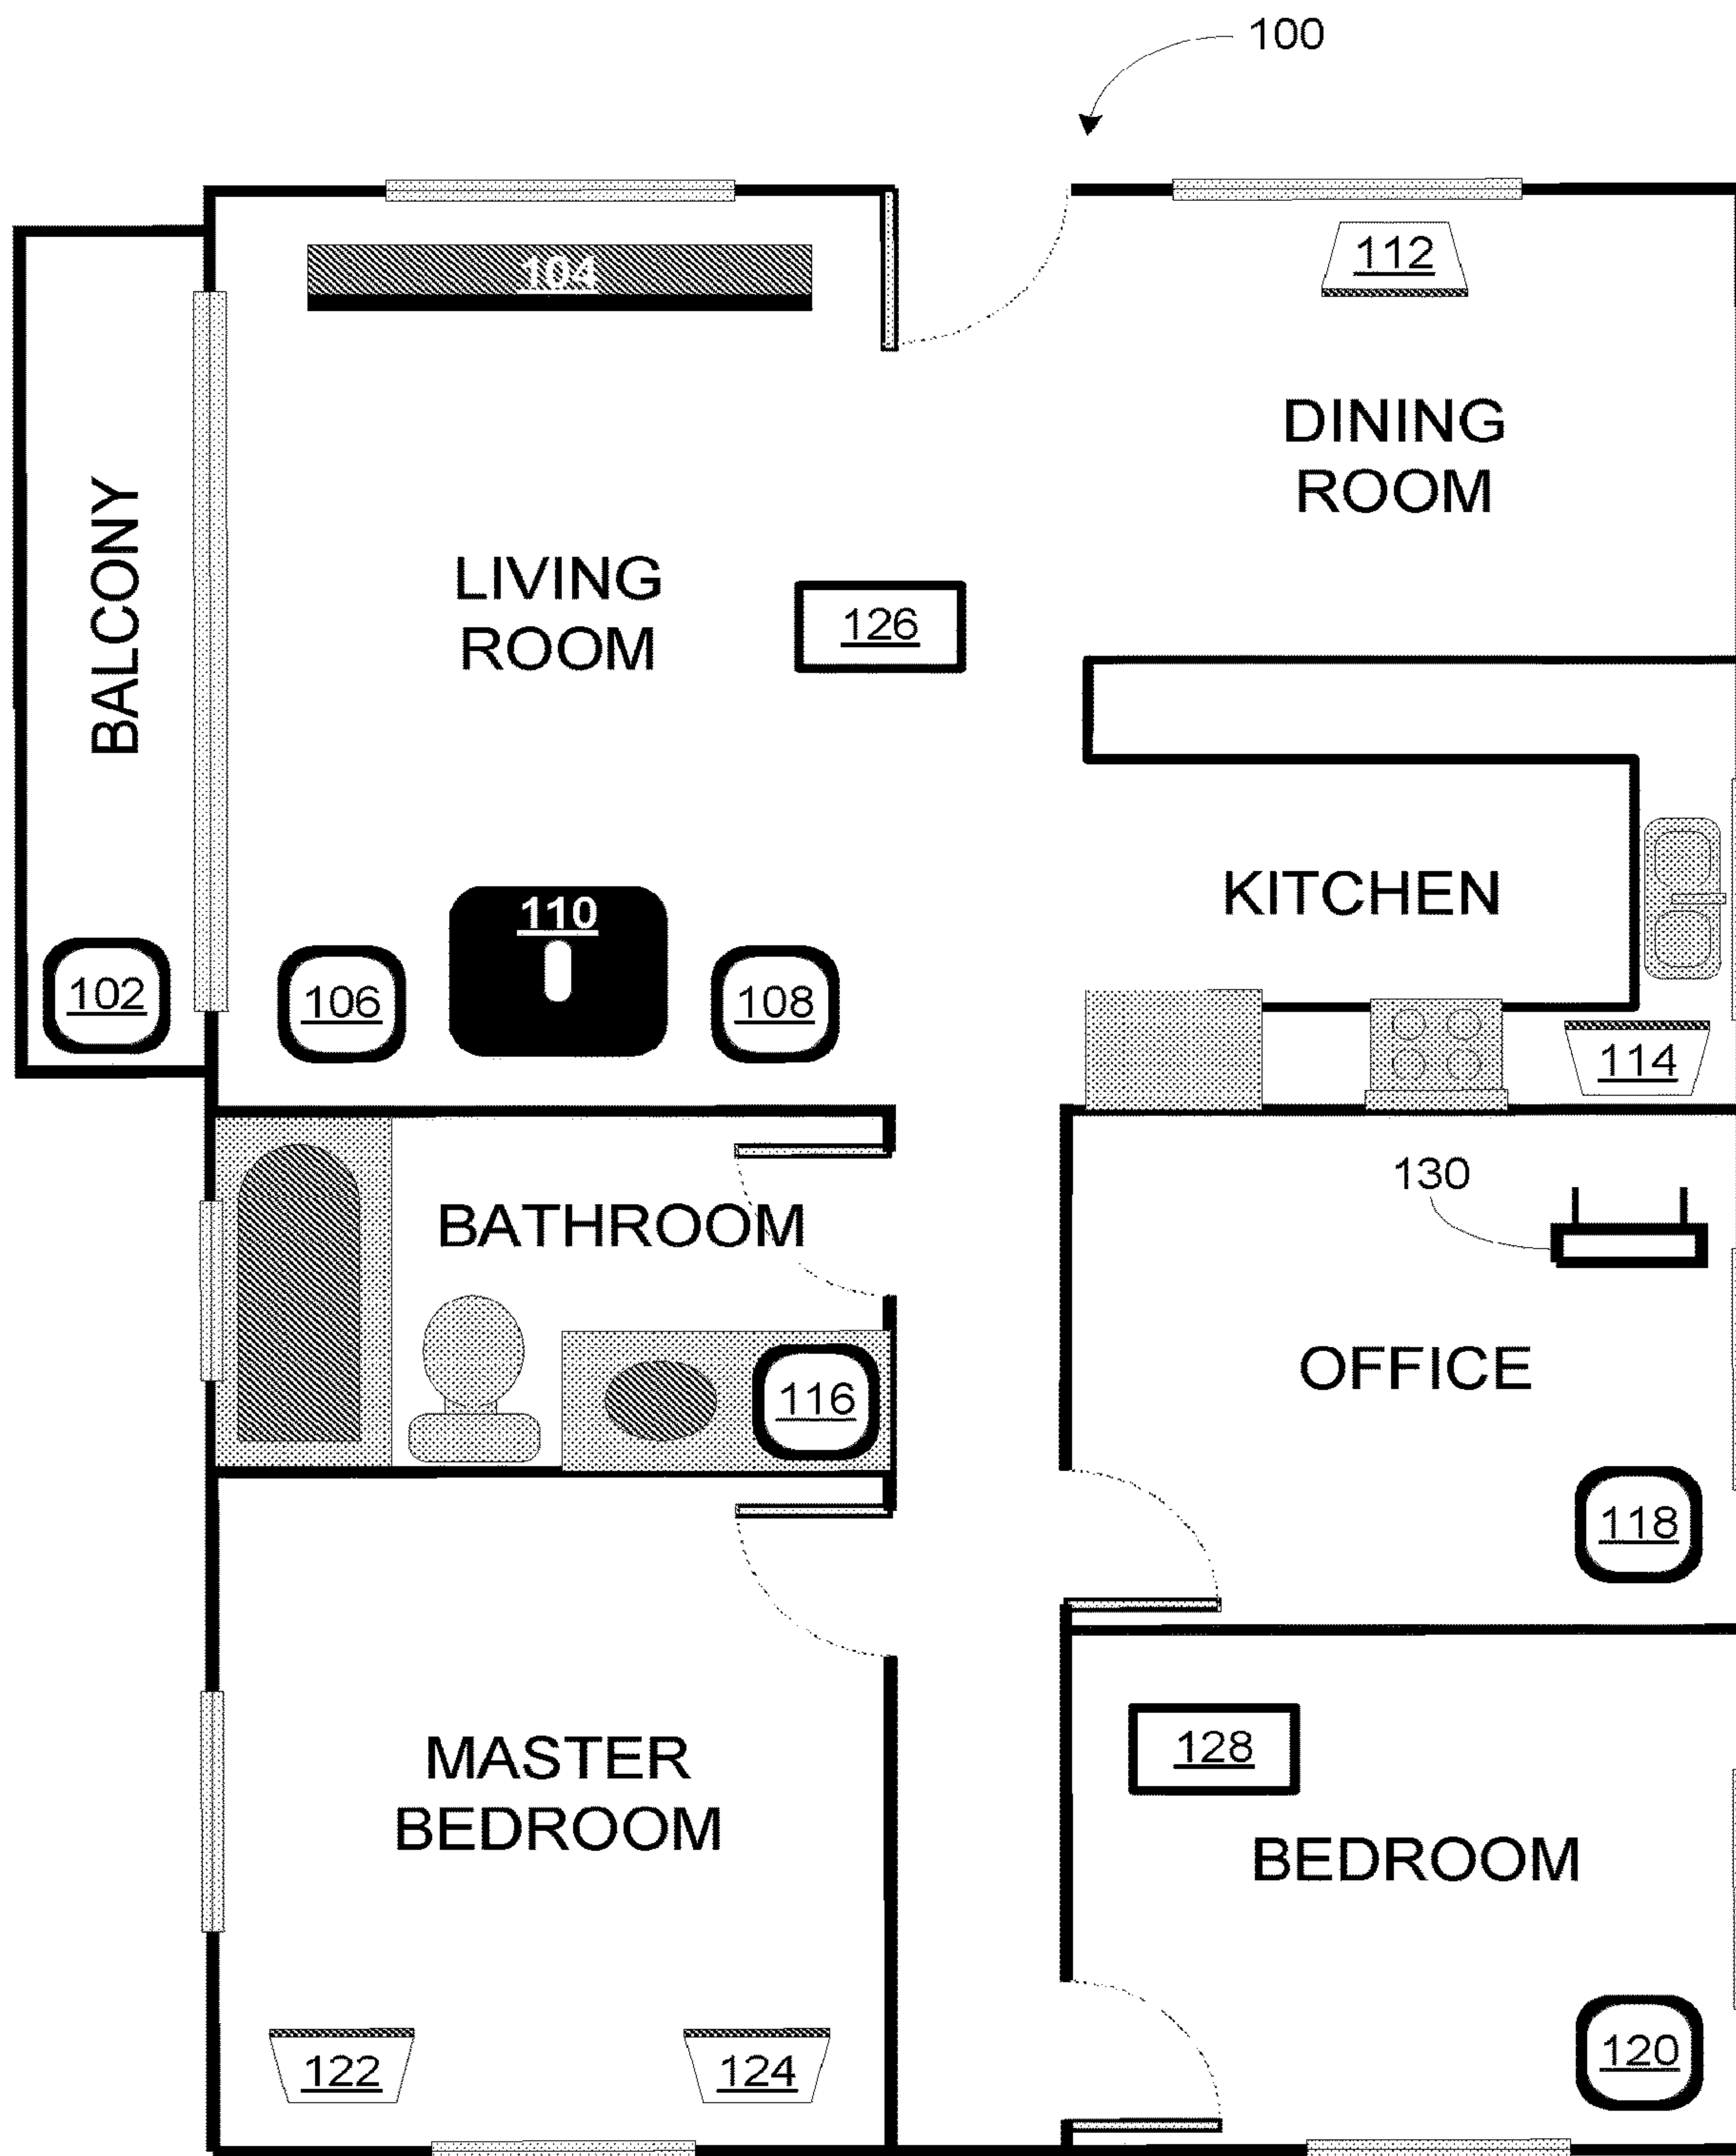 100
104
112
DINING
ROOM
BALCONY
LIVING
ROOM
126
KITCHEN
110
102
106
108
114
130
BATHROOM
OFFICE
116
118
128
MASTER
BEDROOM
BEDROOM
122
124
120